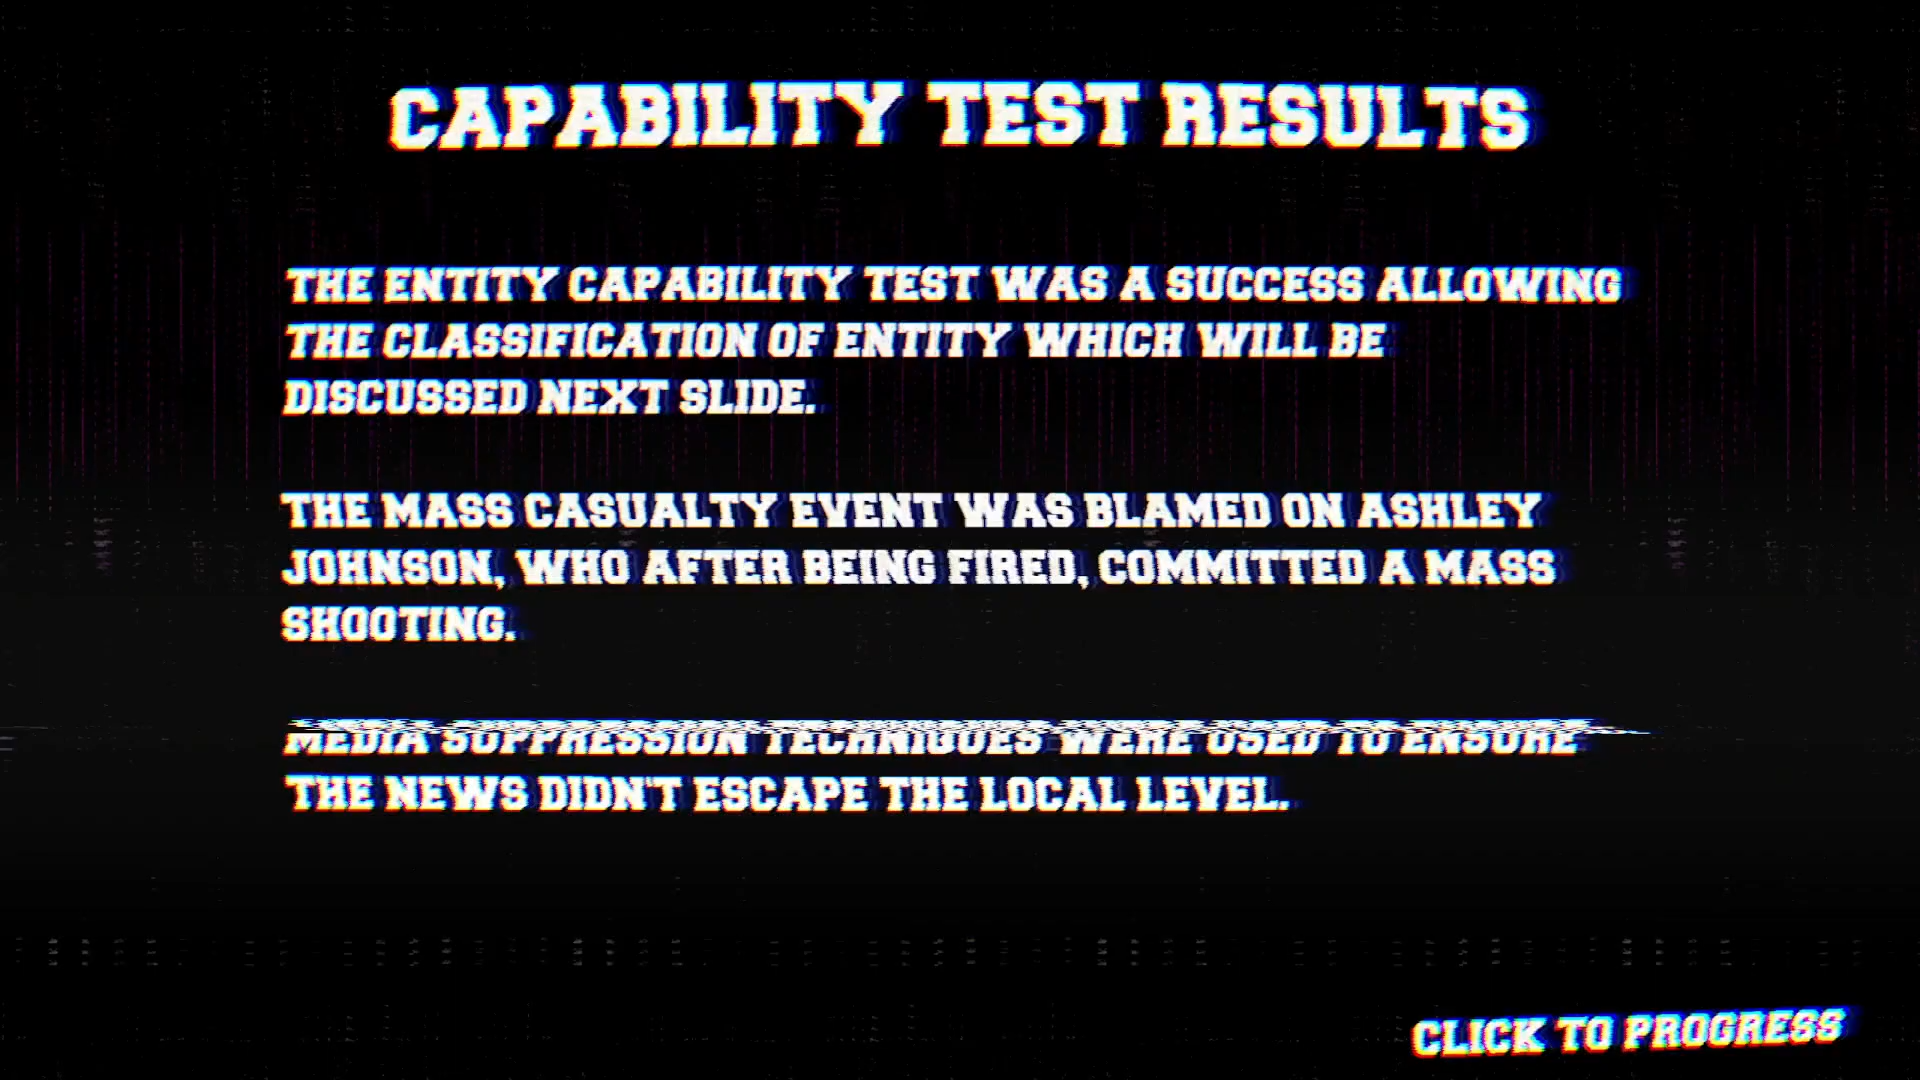 CAPABILITY TEST RESULTS
THE ENTITY CAPABILITY TEST WAS A SUCCESS ALLOWING
THE CLASSIFICATION OF ENTITY WHICH WILL BE
DISCUSSED NEXT SLIDE.
THE MASS CASUALTY EVENT WAS BLAMED ON ASHLEY
JOHNSON, WHO AFTER BEING FIRED, COMMITTED A MASS
SHOOTING.
MEDIA SUPPRESSION TECHNIQUES WERE USED TO ENSURE
THE NEWS DIDN'T ESCAPE THE LOCAL LEVEL.
CLICK TO PROGRESS